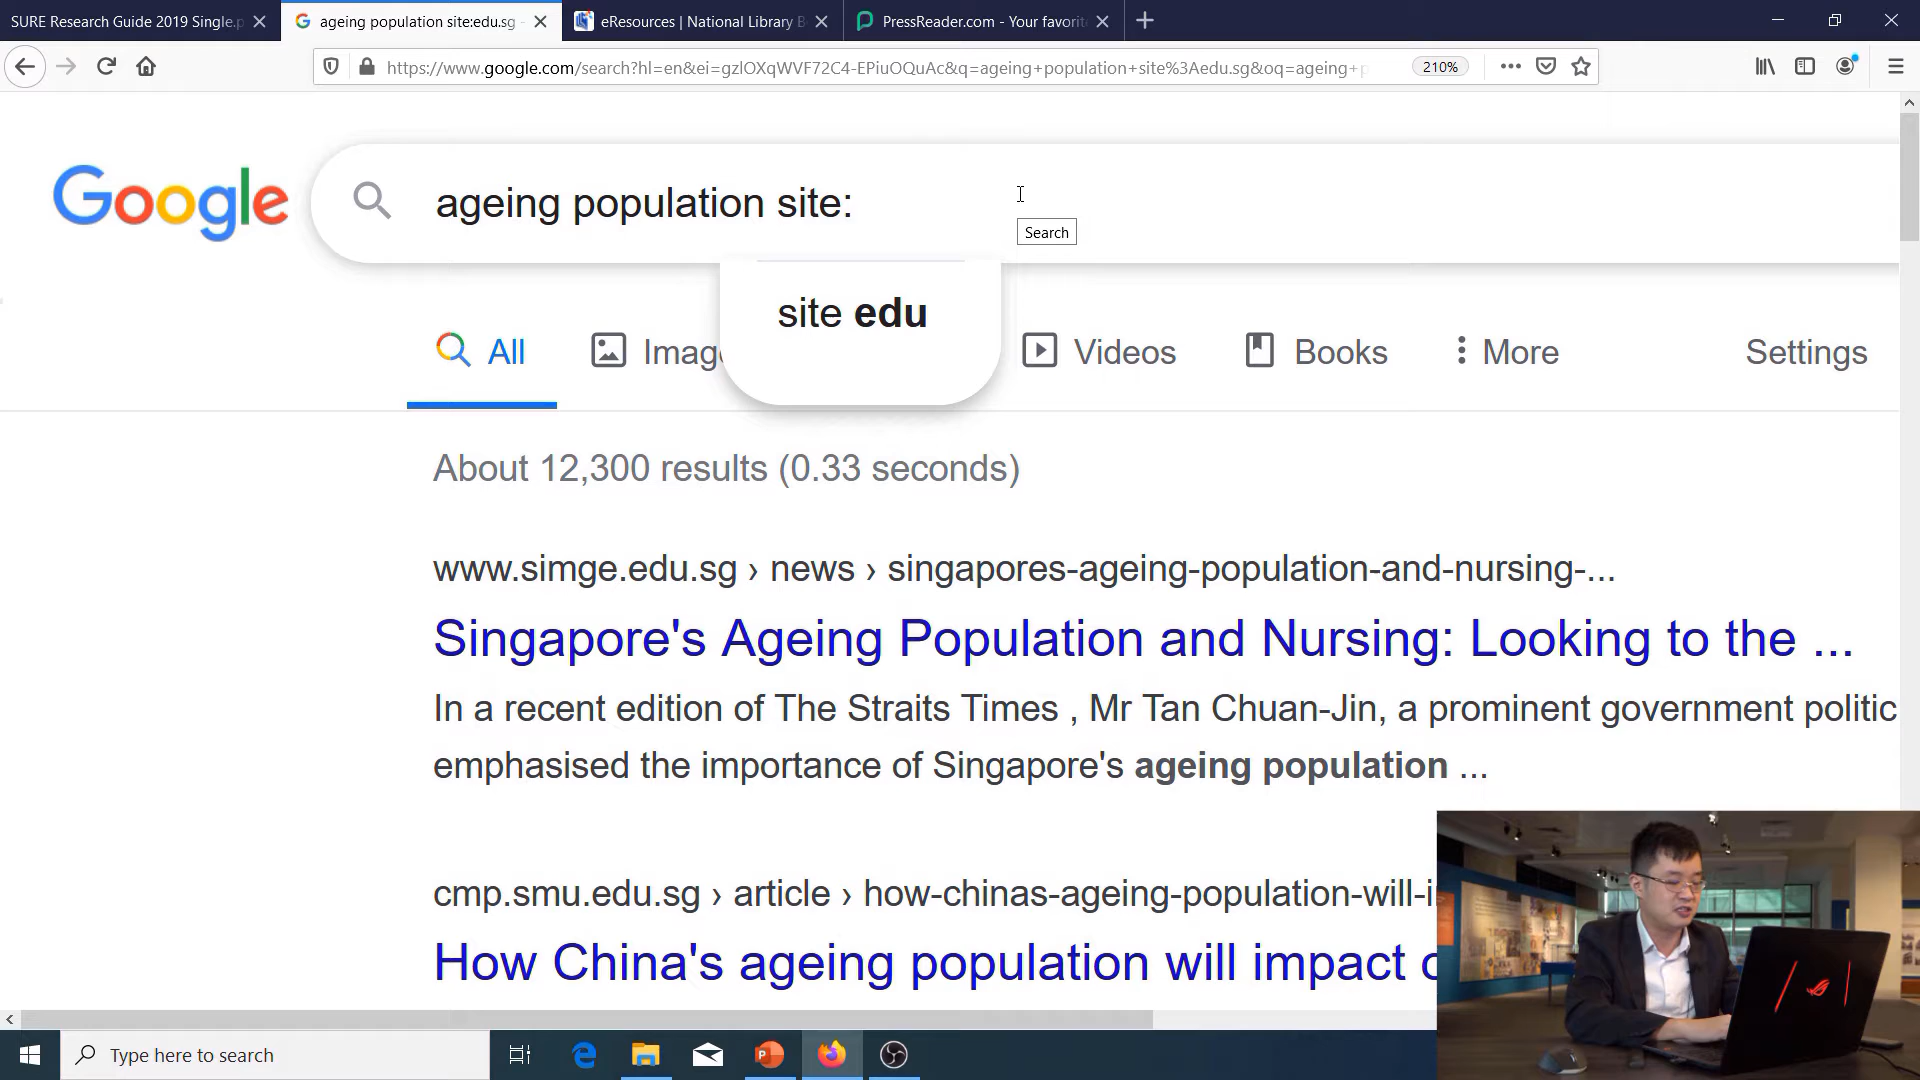 SURE Research Guide 2019 Single.p
ageing population site:edu.sg -
eResources | National Library B
PressReader.com - Your favorit
https://www.google.com/search?hl=en&ei=gzlOXqWVF72C4-EPiuOQuAc&q=ageing+population+site%3Aedu.sg&oq=ageing+p
210%
Google
ageing population site:
Search
site edu
All
Image
Videos
Books
More
Settings
About 12,300 results (0.33 seconds)
www.simge.edu.sg › news › singapores-ageing-population-and-nursing-...
Singapore's Ageing Population and Nursing: Looking to the ...
In a recent edition of The Straits Times , Mr Tan Chuan-Jin, a prominent government politic
emphasised the importance of Singapore's ageing population ...
cmp.smu.edu.sg › article › how-chinas-ageing-population-will-i
How China's ageing population will impact
Type here to search